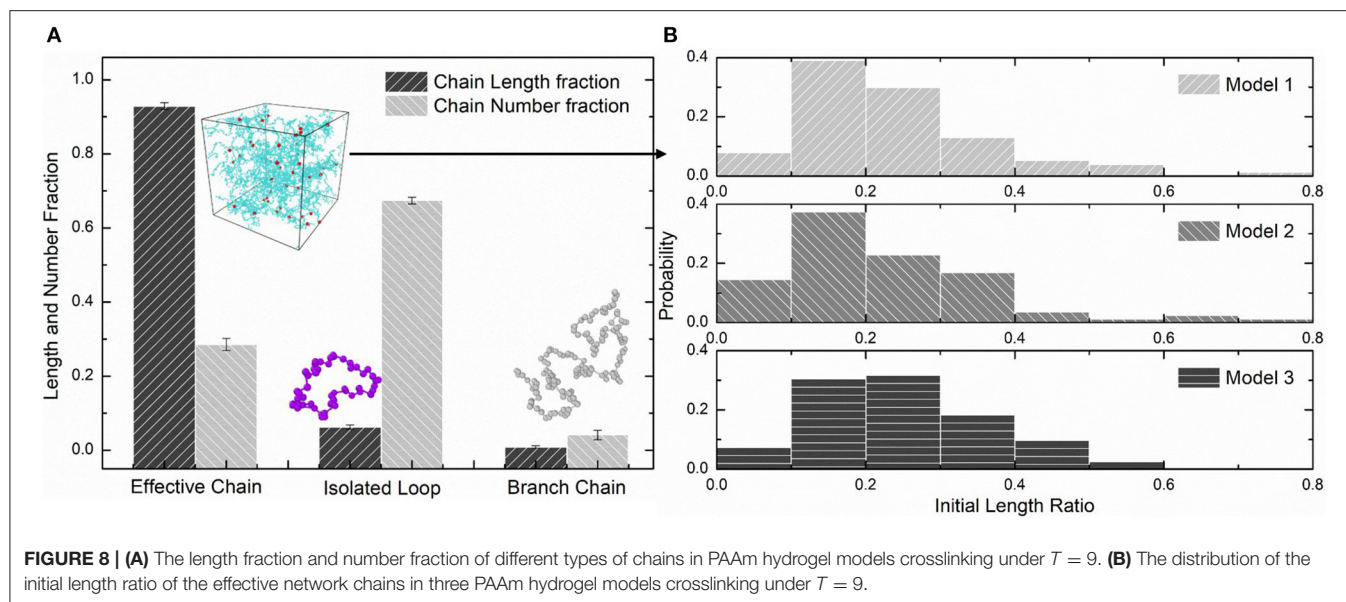 A
B
1.0
0.8
0.6
0.4
0.2
0.0
Length and Number Fraction
Chain Length fraction
Chain Number fraction
Effective Chain
Isolated Loop
Branch Chain
0.4
0.2
0.0
Model 1
0.0
0.2
0.4
0.6
0.8
0.4
0.2
0.0
Model 2
0.0
0.2
0.4
0.6
0.8
Probability
0.4
0.2
0.0
Model 3
0.0
0.2
0.4
0.6
0.8
Initial Length Ratio
FIGURE 8 | (A) The length fraction and number fraction of different types of chains in PAAm hydrogel models crosslinking under T = 9. (B) The distribution of the
initial length ratio of the effective network chains in three PAAm hydrogel models crosslinking under T = 9.